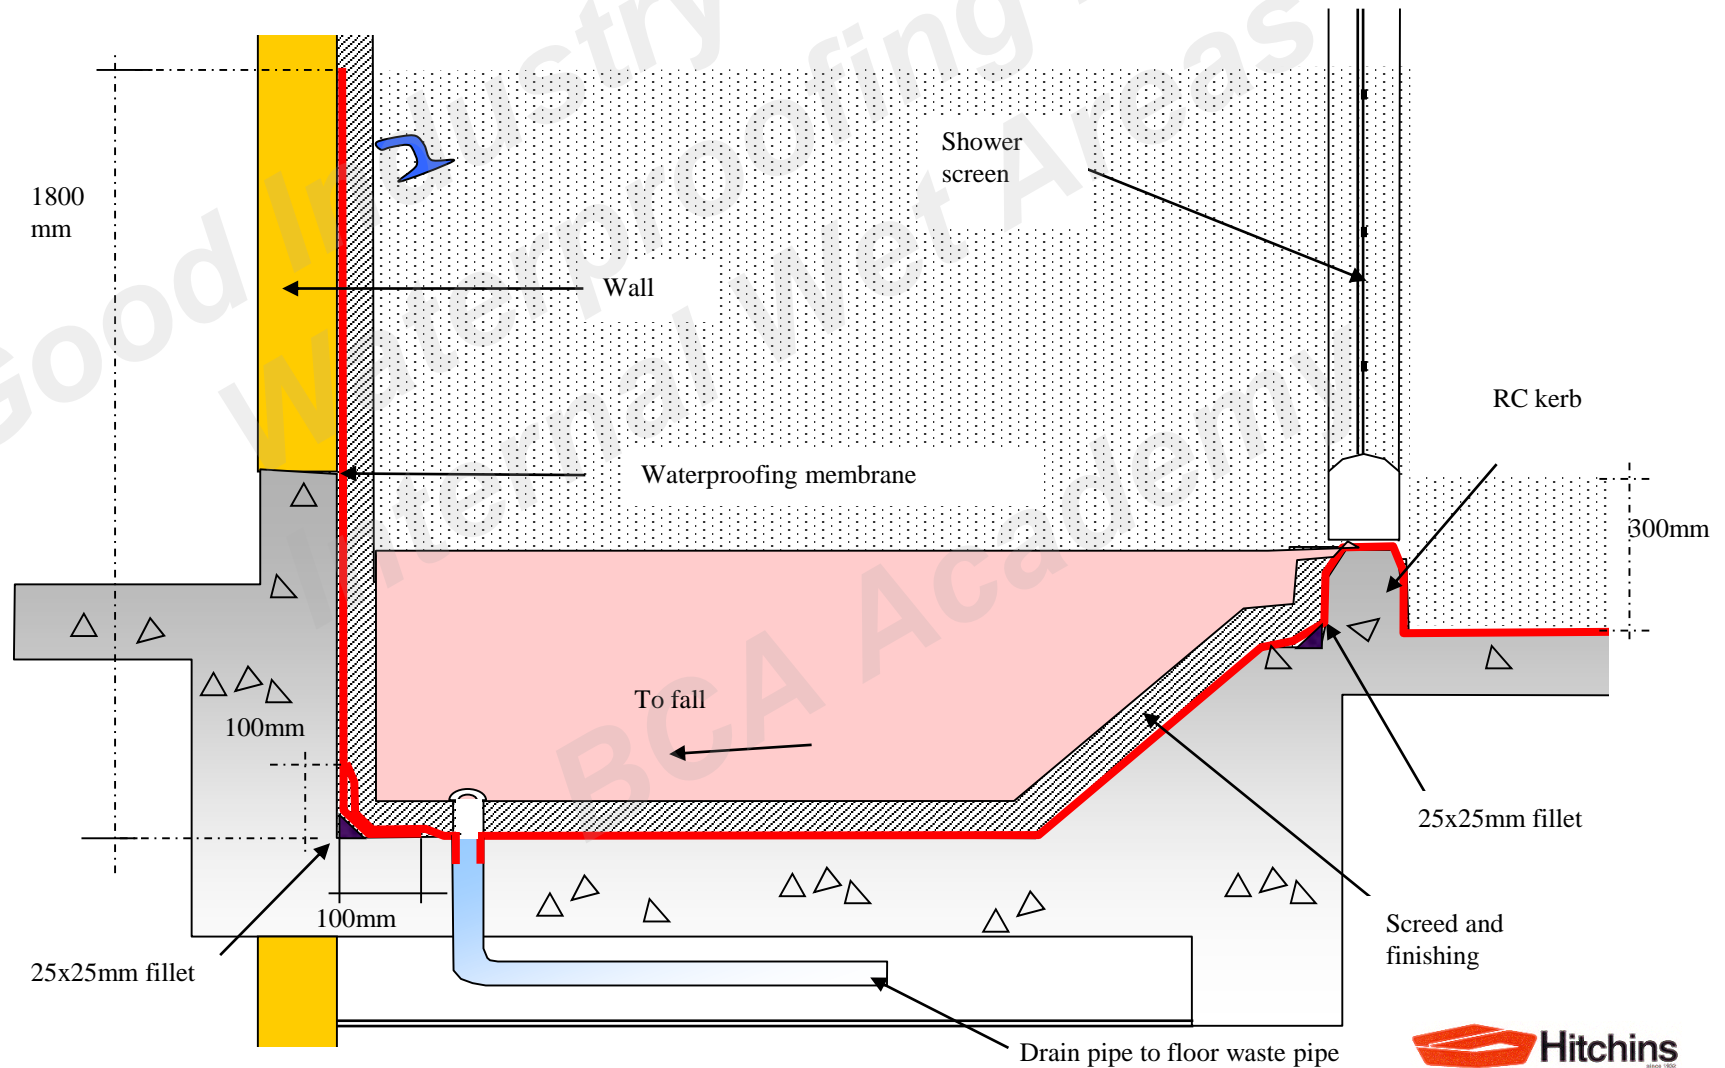 Good Industry
Waterproofing
Internal Wet Areas
BCA Academy
1800
mm
Shower
screen
Wall
RC kerb
Waterproofing membrane
300mm
To fall
100mm
25x25mm fillet
100mm
Screed and
finishing
25x25mm fillet
Drain pipe to floor waste pipe
Hitchins